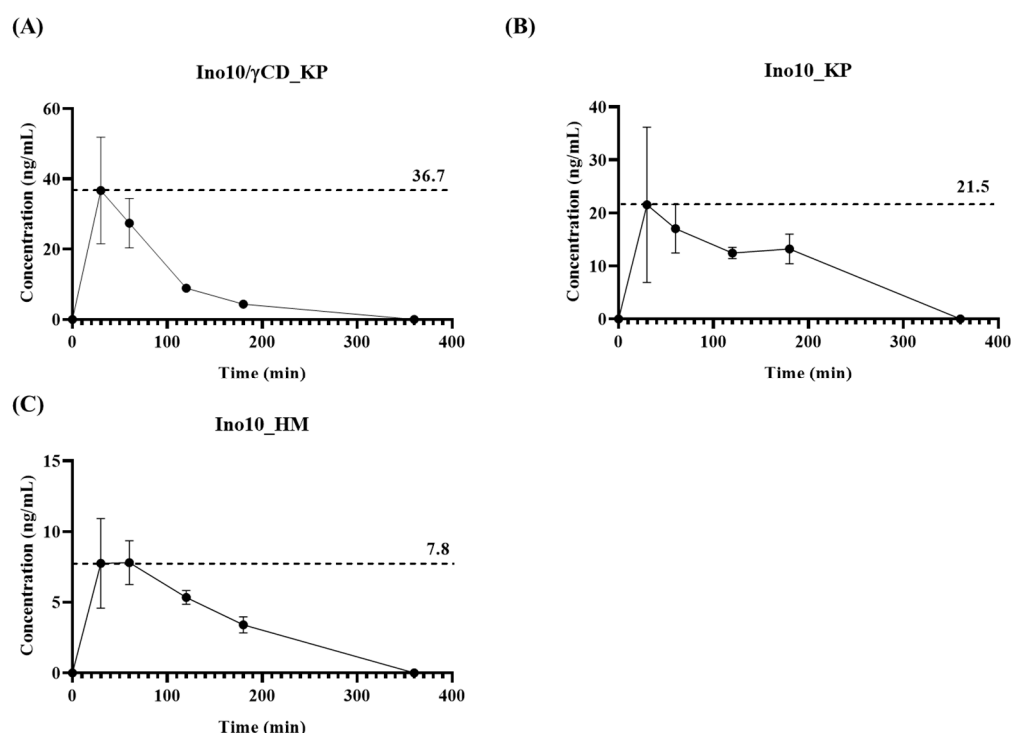 (A)
Ino10/γCD_KP
Concentration (ng/mL)
60
40
20
0
36.7
0 100 200 300 400
Time (min)
(B)
Ino10_KP
Concentration (ng/mL)
40
30
20
10
0
21.5
0 100 200 300 400
Time (min)
(C)
Ino10_HM
Concentration (ng/mL)
15
10
5
0
7.8
0 100 200 300 400
Time (min)